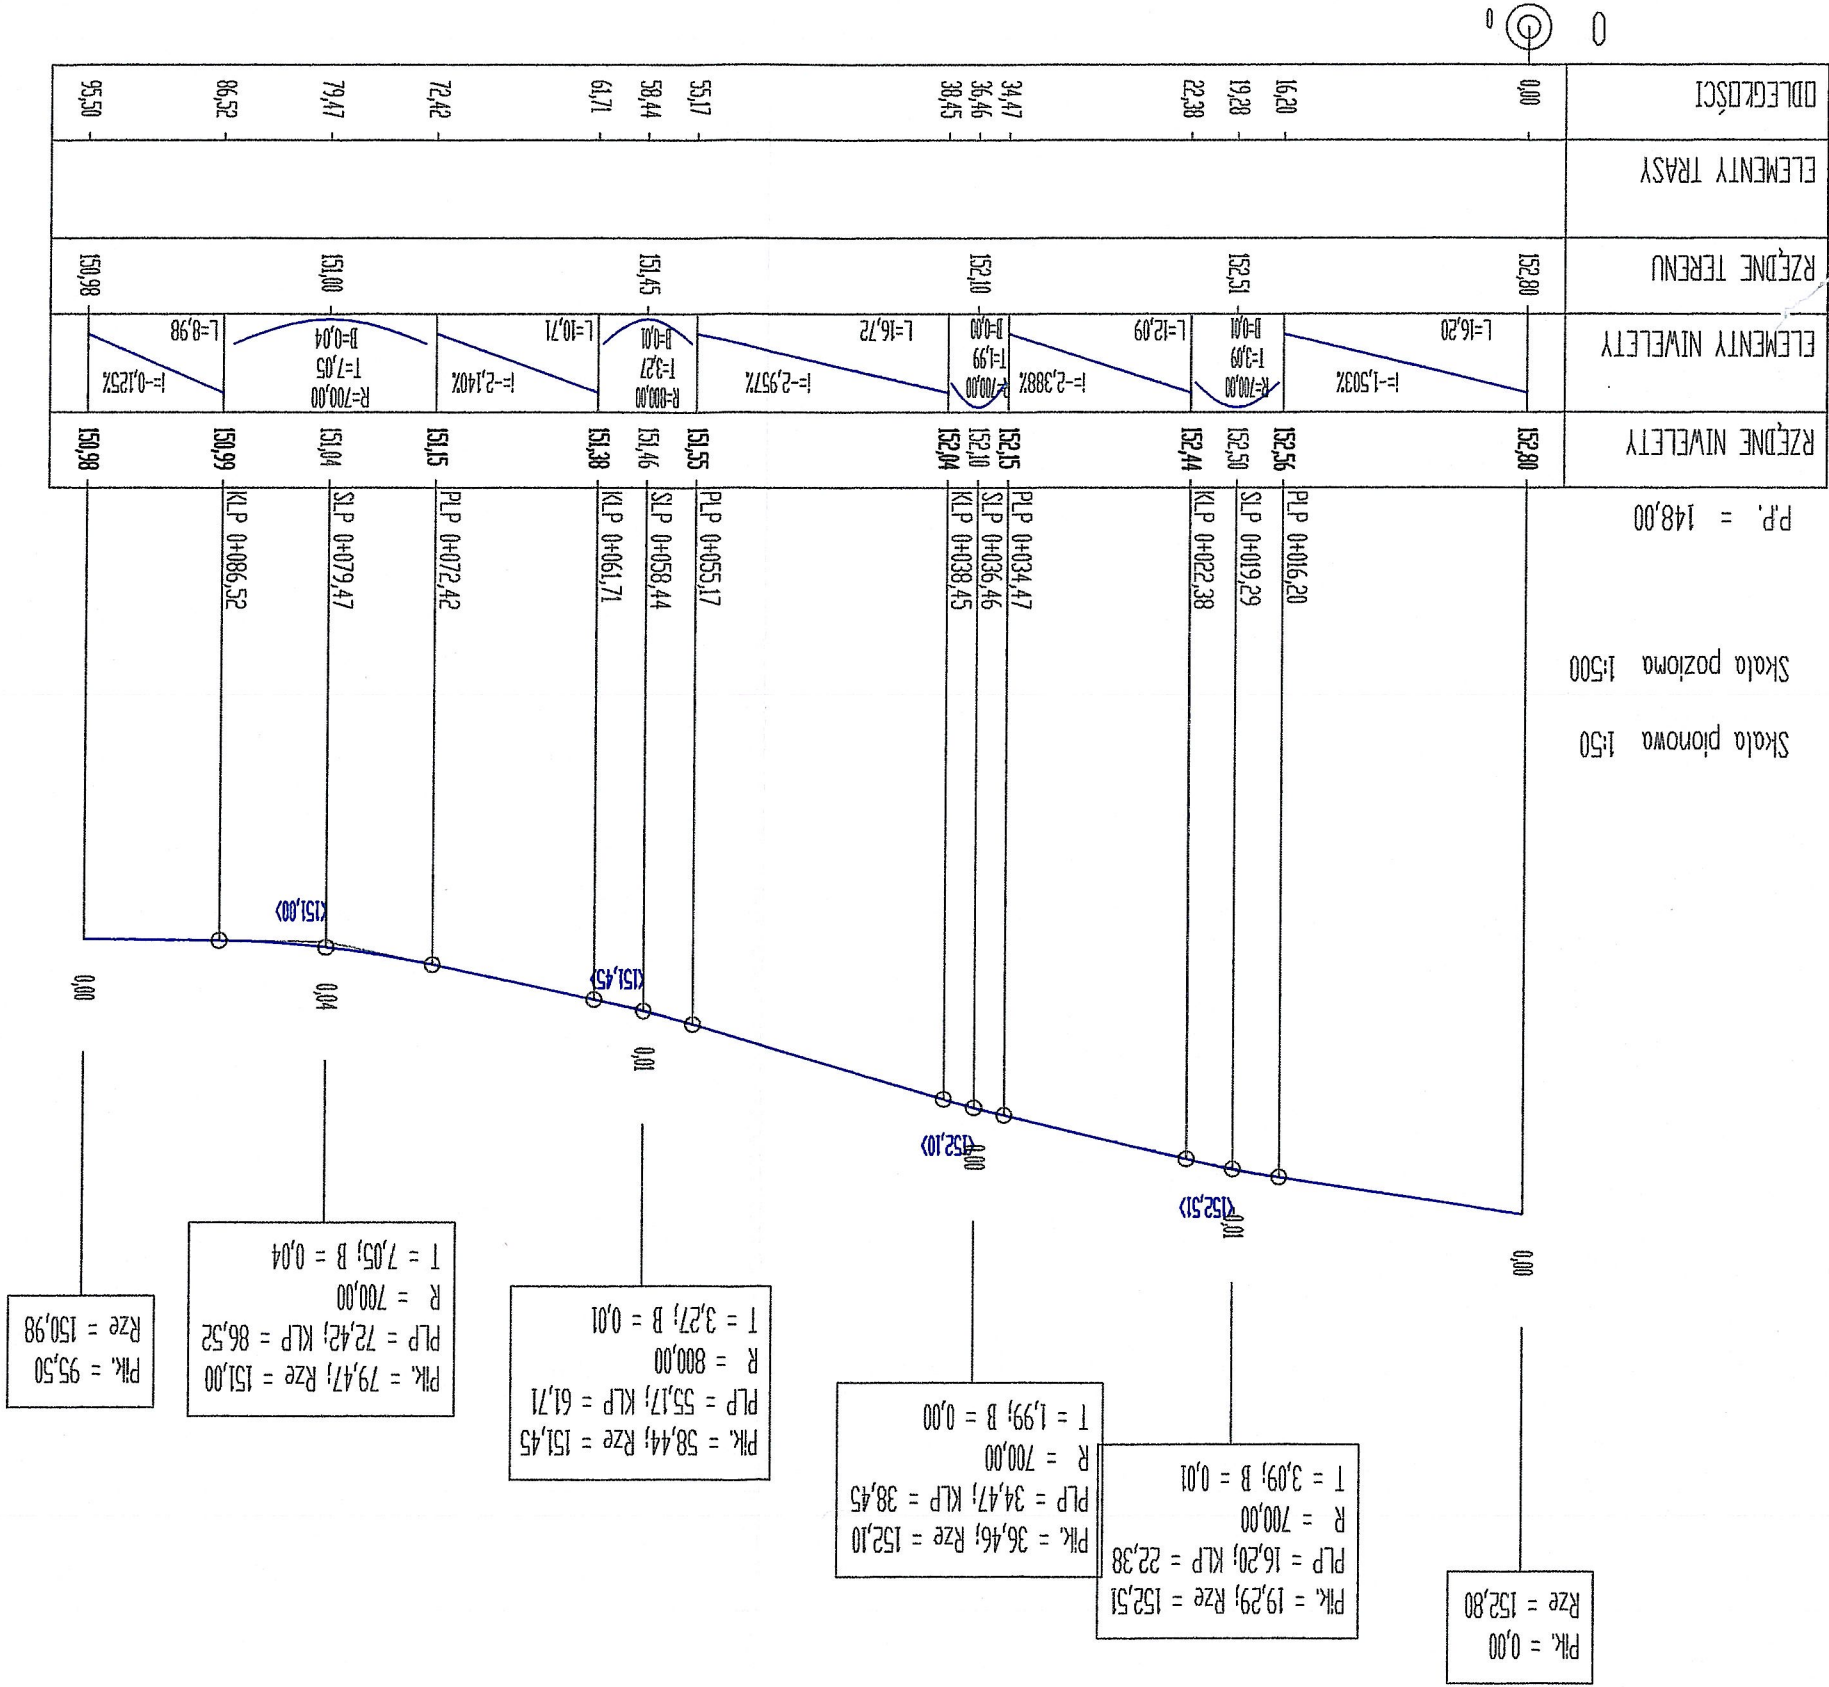 Pik. = 0,00
Rze = 152,80
Pik. = 19,29; Rze = 152,51
PLP = 16,20; KLP = 22,38
R = 700,00
T = 3,09; B = 0,01
Pik. = 36,46; Rze = 152,10
PLP = 34,47; KLP = 38,45
R = 700,00
T = 1,99; B = 0,00
Pik. = 58,44; Rze = 151,45
PLP = 55,17; KLP = 61,71
R = 800,00
T = 3,27; B = 0,01
Pik. = 79,47; Rze = 151,00
PLP = 72,42; KLP = 86,52
R = 700,00
T = 7,05; B = 0,04
Pik. = 95,50
Rze = 150,98
0,00
0,01
<152,51>
0,00
<152,10>
0,01
<151,45>
0,04
<151,00>
0,00
Skala pionowa 1:50
Skala pozioma 1:500
P.P. = 148,00
PLP 0+016,20
SLP 0+019,29
KLP 0+022,38
PLP 0+034,47
SLP 0+036,46
KLP 0+038,45
PLP 0+055,17
SLP 0+058,44
KLP 0+061,71
PLP 0+072,42
SLP 0+079,47
KLP 0+086,52
RZĘDNE NIWELETY
152,80
152,56
152,50
152,44
152,15
152,10
152,04
151,55
151,46
151,38
151,15
151,04
150,99
150,98
ELEMENTY NIWELETY
i=-1,503%
L=16,20
R=700,00
T=3,09
B=0,01
i=-2,388%
L=12,09
R=700,00
T=1,99
B=0,00
i=-2,957%
L=16,72
R=800,00
T=3,27
B=0,01
i=-2,140%
L=10,71
R=700,00
T=7,05
B=0,04
i=-0,125%
L=8,98
RZĘDNE TERENU
152,80
152,51
152,10
151,45
151,00
150,98
ELEMENTY TRASY
ODLEGŁOŚCI
0,00
16,20
19,28
22,38
34,47
36,46
38,45
55,17
58,44
61,71
72,42
79,47
86,52
95,50
0
0